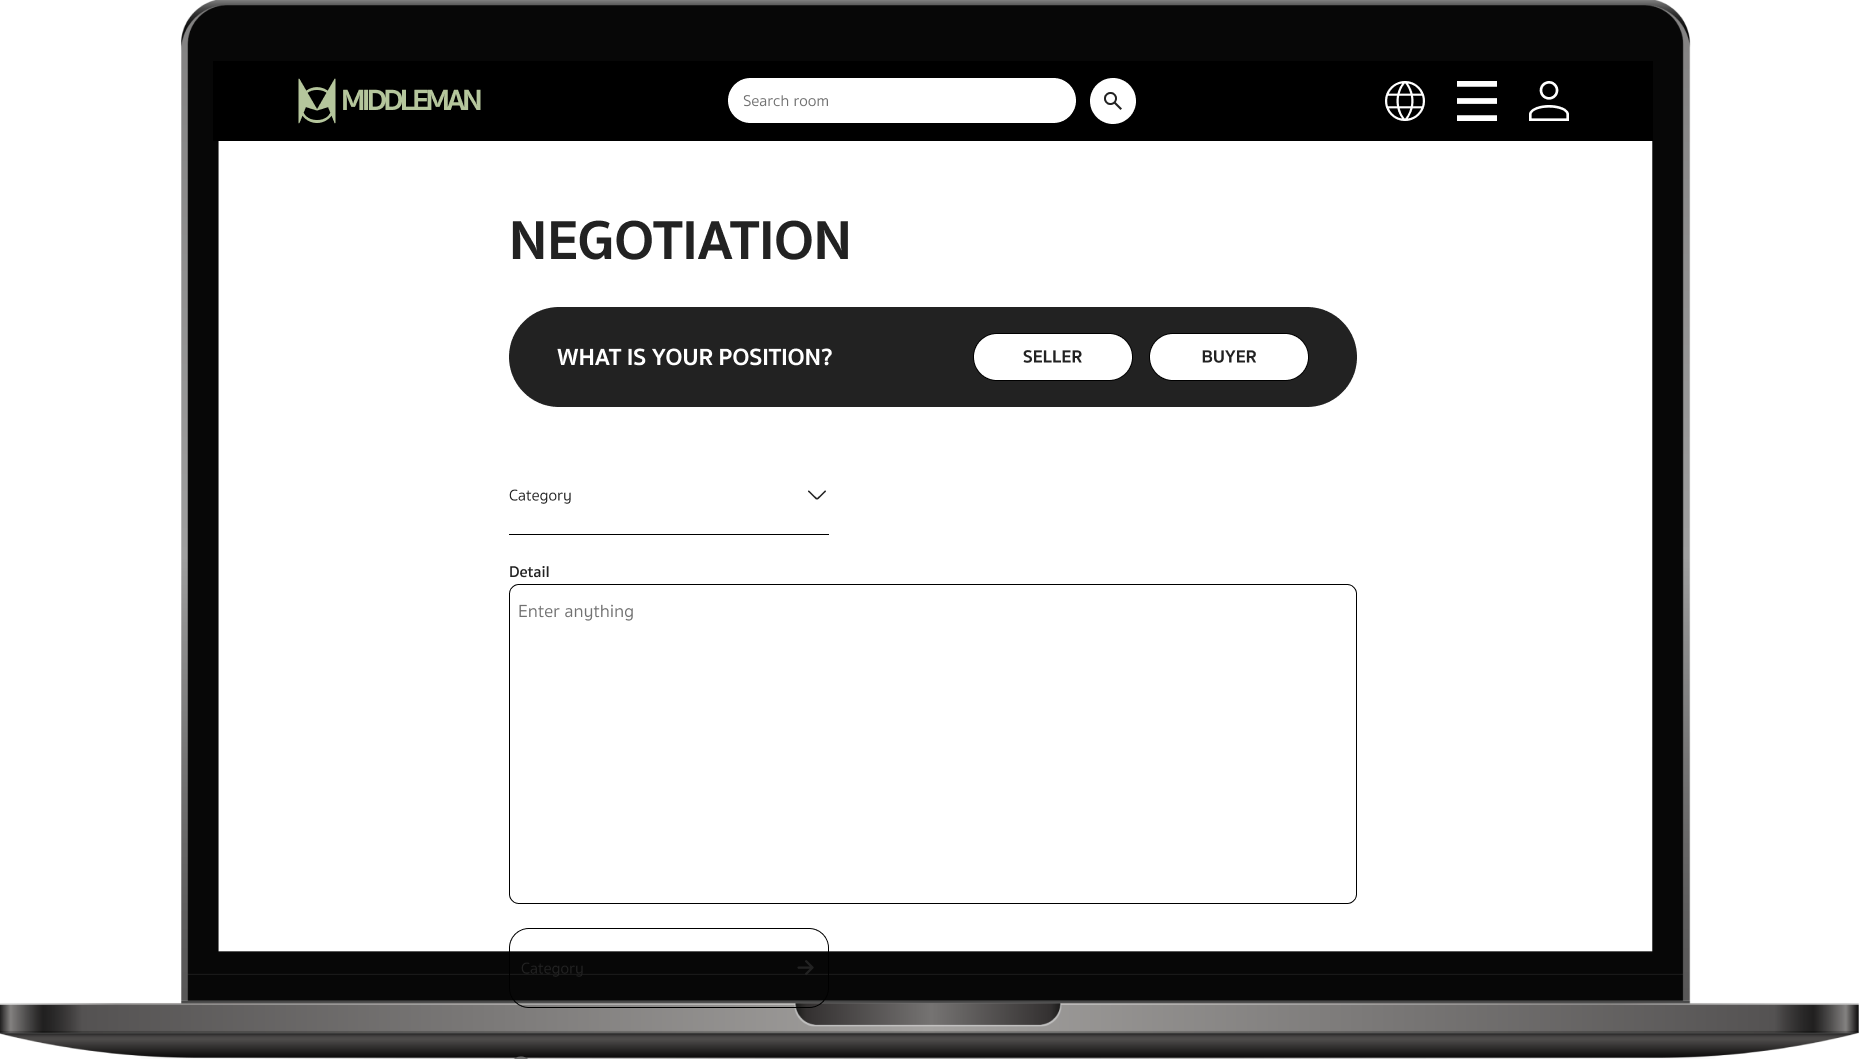 MIDDLEMAN
Search room
NEGOTIATION
WHAT IS YOUR POSITION?
SELLER
BUYER
Category
Detail
Enter anything
Category